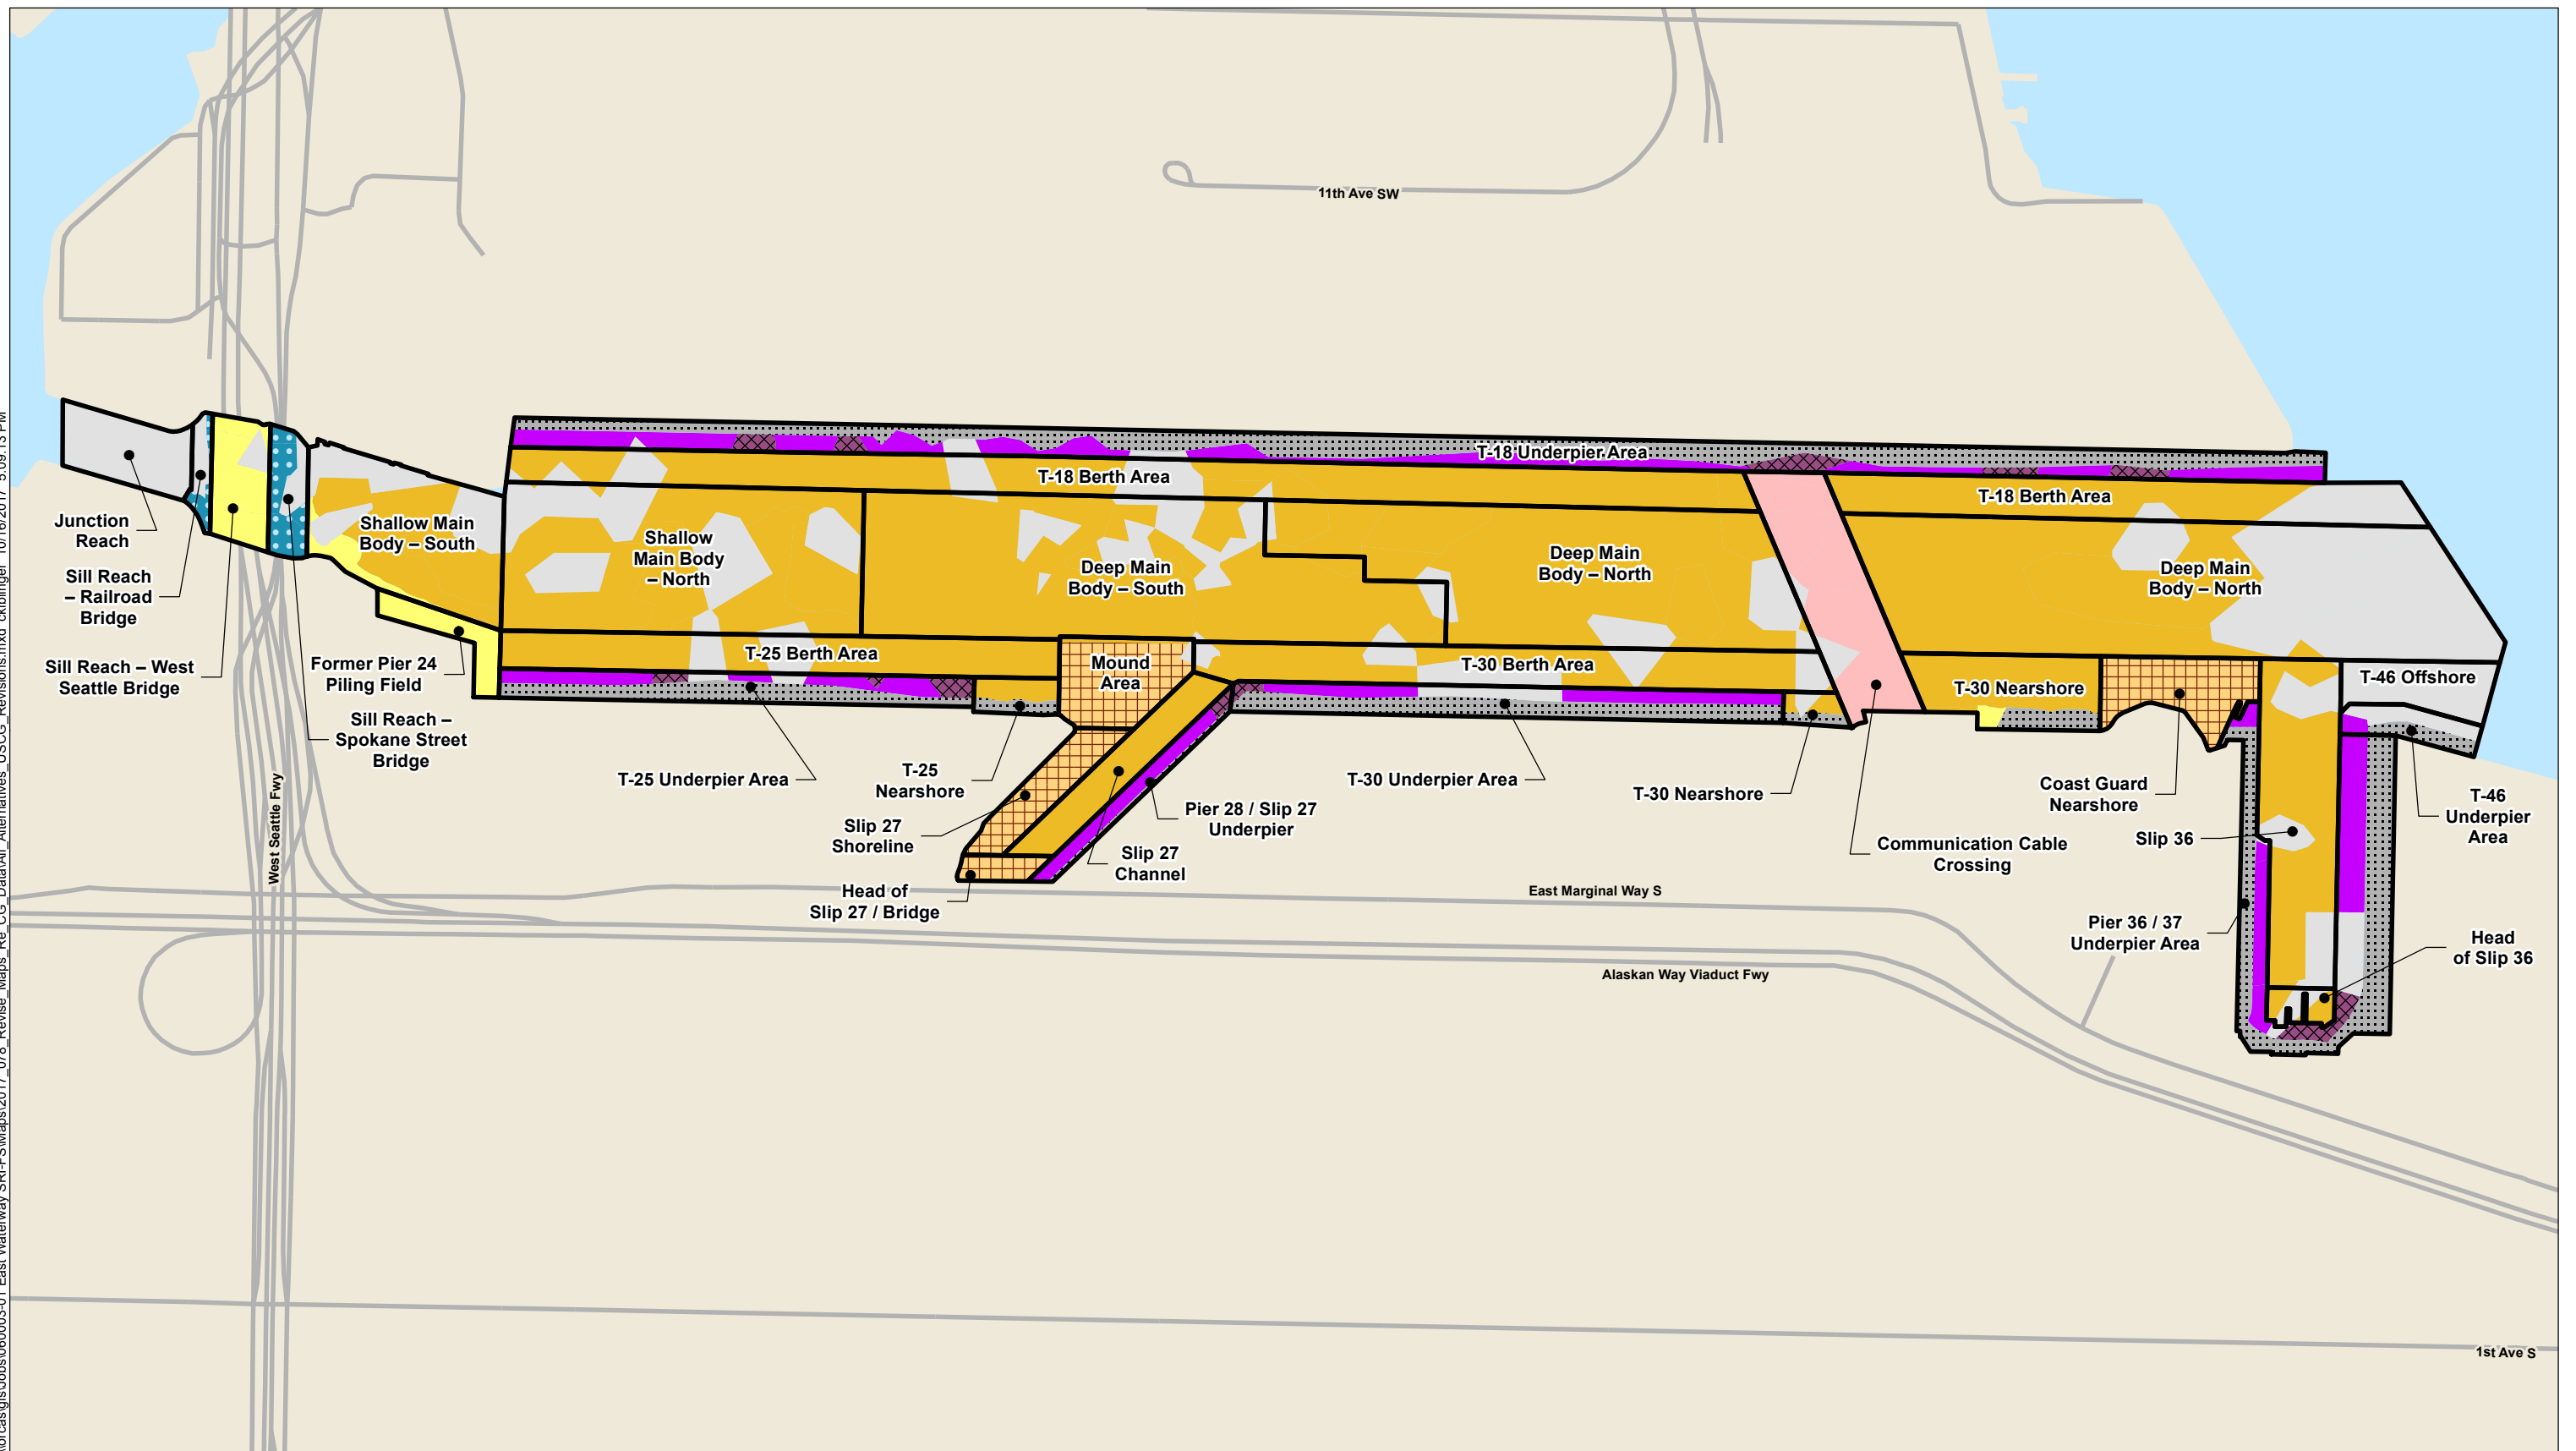 11th Ave SW
T-18 Underpier Area
T-18 Berth Area
T-18 Berth Area
Junction
Reach
Shallow Main
Body – South
Shallow
Main Body
– North
Deep Main
Body – South
Deep Main
Body – North
Deep Main
Body – North
Sill Reach
– Railroad
Bridge
Sill Reach – West
Seattle Bridge
Former Pier 24
Piling Field
Sill Reach –
Spokane Street
Bridge
T-25 Berth Area
Mound
Area
T-30 Berth Area
T-30 Nearshore
T-46 Offshore
T-25 Underpier Area
T-25
Nearshore
T-30 Underpier Area
T-30 Nearshore
Coast Guard
Nearshore
T-46
Underpier
Area
Slip 27
Shoreline
Pier 28 / Slip 27
Underpier
Slip 27
Channel
Communication Cable
Crossing
Slip 36
Head of
Slip 27 / Bridge
Pier 36 / 37
Underpier Area
Head
of Slip 36
West Seattle Fwy
East Marginal Way S
Alaskan Way Viaduct Fwy
1st Ave S